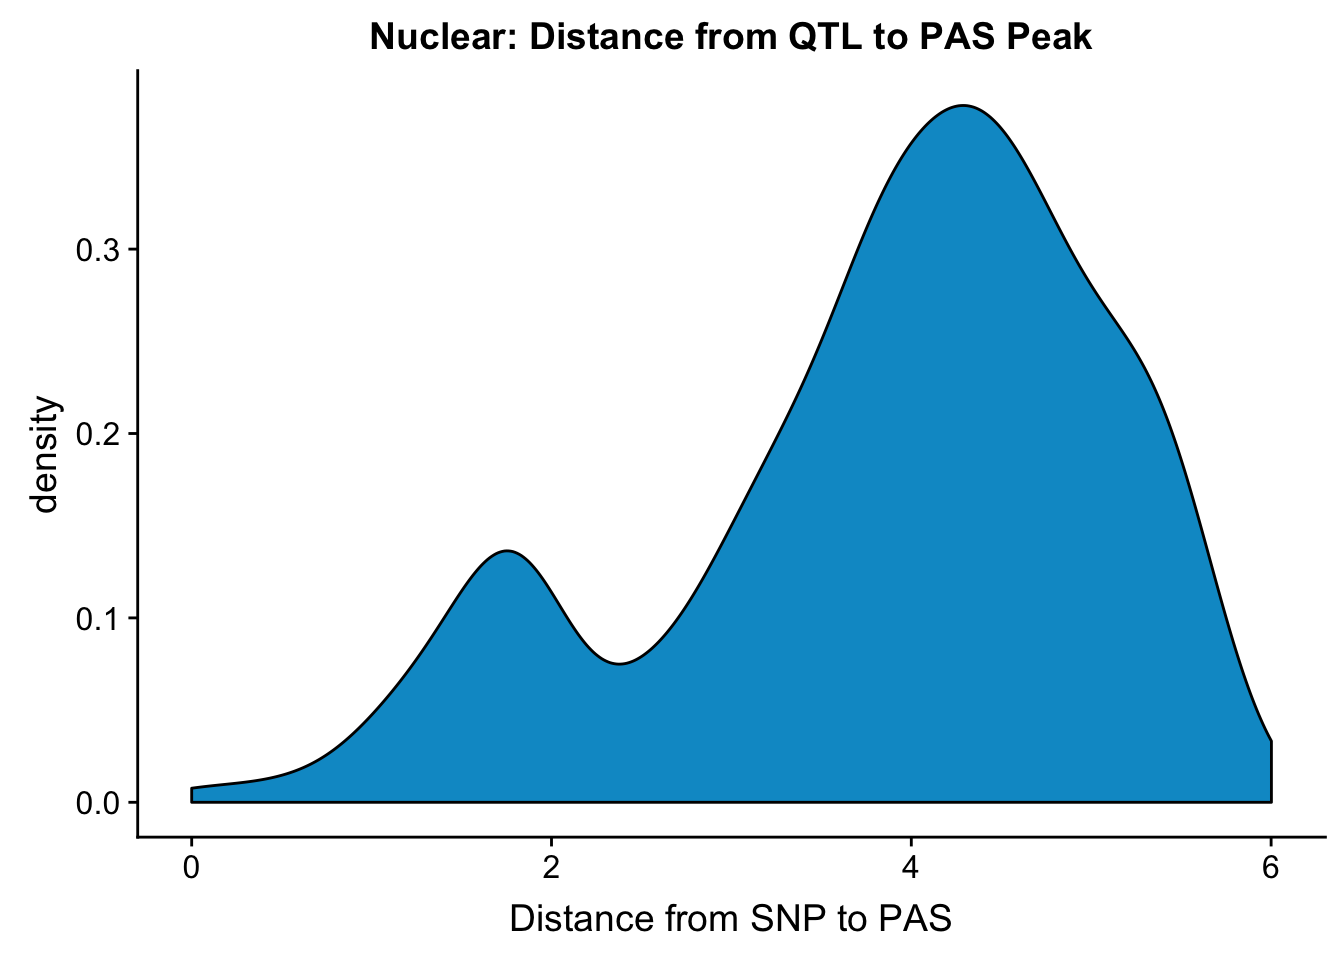 Nuclear: Distance from QTL to PAS Peak
density
0.3
0.2
0.1
0.0
0 2 4 6
Distance from SNP to PAS